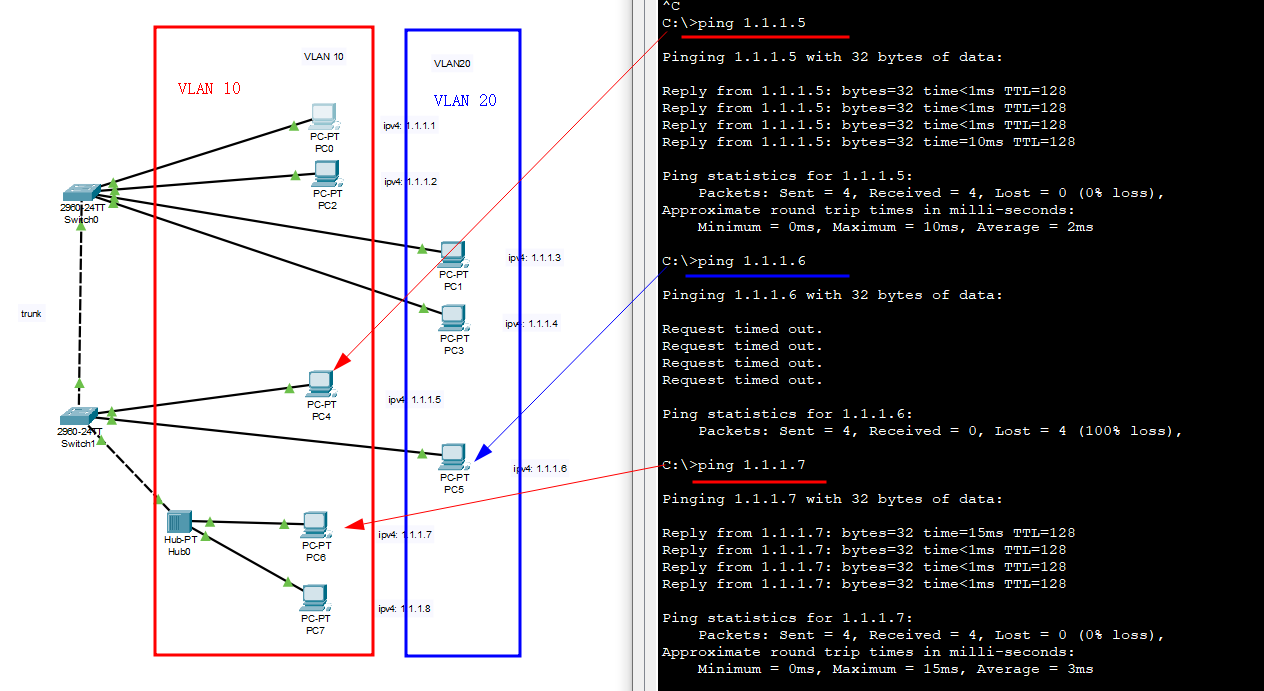 VLAN 10
VLAN 10
PC-PT
PC0
ipv4: 1.1.1.1
PC-PT
PC2
ipv4: 1.1.1.2
2960-24TT
Switch0
trunk
PC-PT
PC4
ipv4: 1.1.1.5
2960-24TT
Switch1
Hub-PT
Hub0
PC-PT
PC6
ipv4: 1.1.1.7
PC-PT
PC7
ipv4: 1.1.1.8
VLAN20
VLAN 20
PC-PT
PC1
ipv4: 1.1.1.3
PC-PT
PC3
ipv4: 1.1.1.4
PC-PT
PC5
ipv4: 1.1.1.6
^C
C:\>ping 1.1.1.5
Pinging 1.1.1.5 with 32 bytes of data:
Reply from 1.1.1.5: bytes=32 time<1ms TTL=128
Reply from 1.1.1.5: bytes=32 time<1ms TTL=128
Reply from 1.1.1.5: bytes=32 time<1ms TTL=128
Reply from 1.1.1.5: bytes=32 time=10ms TTL=128
Ping statistics for 1.1.1.5:
Packets: Sent = 4, Received = 4, Lost = 0 (0% loss),
Approximate round trip times in milli-seconds:
Minimum = 0ms, Maximum = 10ms, Average = 2ms
C:\>ping 1.1.1.6
Pinging 1.1.1.6 with 32 bytes of data:
Request timed out.
Request timed out.
Request timed out.
Request timed out.
Ping statistics for 1.1.1.6:
Packets: Sent = 4, Received = 0, Lost = 4 (100% loss),
C:\>ping 1.1.1.7
Pinging 1.1.1.7 with 32 bytes of data:
Reply from 1.1.1.7: bytes=32 time=15ms TTL=128
Reply from 1.1.1.7: bytes=32 time<1ms TTL=128
Reply from 1.1.1.7: bytes=32 time<1ms TTL=128
Reply from 1.1.1.7: bytes=32 time<1ms TTL=128
Ping statistics for 1.1.1.7:
Packets: Sent = 4, Received = 4, Lost = 0 (0% loss),
Approximate round trip times in milli-seconds:
Minimum = 0ms, Maximum = 15ms, Average = 3ms